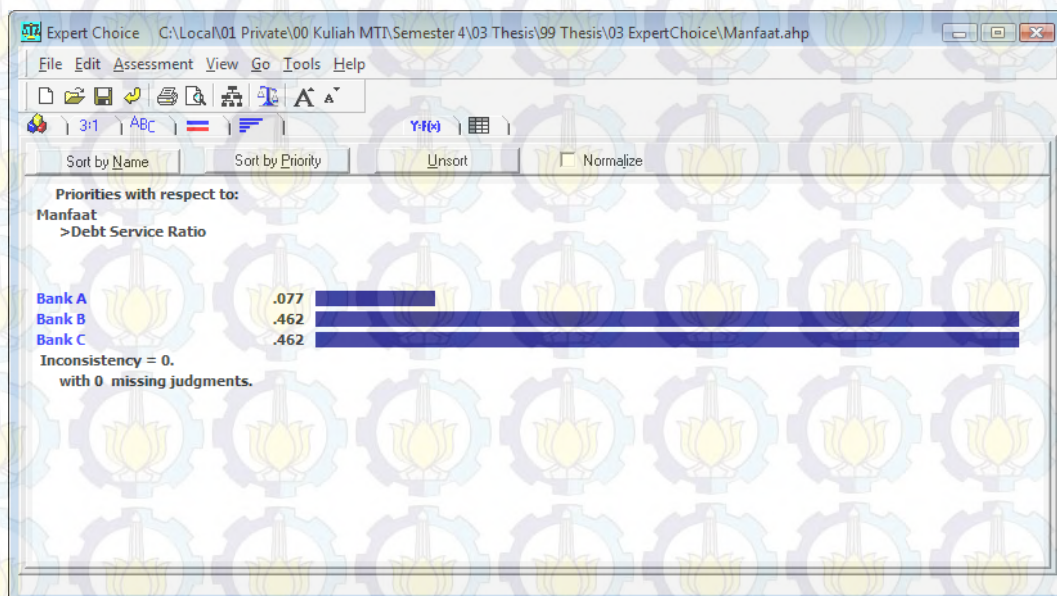 Expert Choice C:\Local\01 Private\00 Kuliah MTI\Semester 4\03 Thesis\99 Thesis\03 ExpertChoice\Manfaat.ahp
File Edit Assessment View Go Tools Help
A A
3:1 ABC Y=F(x)
Sort by Name Sort by Priority Unsort Normalize
Priorities with respect to:
Manfaat
>Debt Service Ratio
Bank A .077
Bank B .462
Bank C .462
Inconsistency = 0.
with 0 missing judgments.